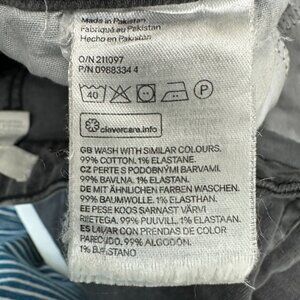 Made in Pakistan
Fabriqué au Pakistan
Hecho en Pakistán
O/N 211097
P/N 0988334 4
40 P
clevercare.info
GB WASH WITH SIMILAR COLOURS.
99% COTTON. 1% ELASTANE.
CZ PERTE S PODOBNÝMI BARVAMI.
99% BAVLNA. 1% ELASTAN.
DE MIT ÄHNLICHEN FARBEN WASCHEN
99% BAUMWOLLE. 1% ELASTHAN.
EE PESE KOOS SARNAST VÄRVI
RIIETEGA. 99% PUUVILL, 1% ELASTAAN.
ES LAVAR CON PRENDAS DE COLOR
PARECIDO. 99% ALGODÓN.
1% ELASTANO